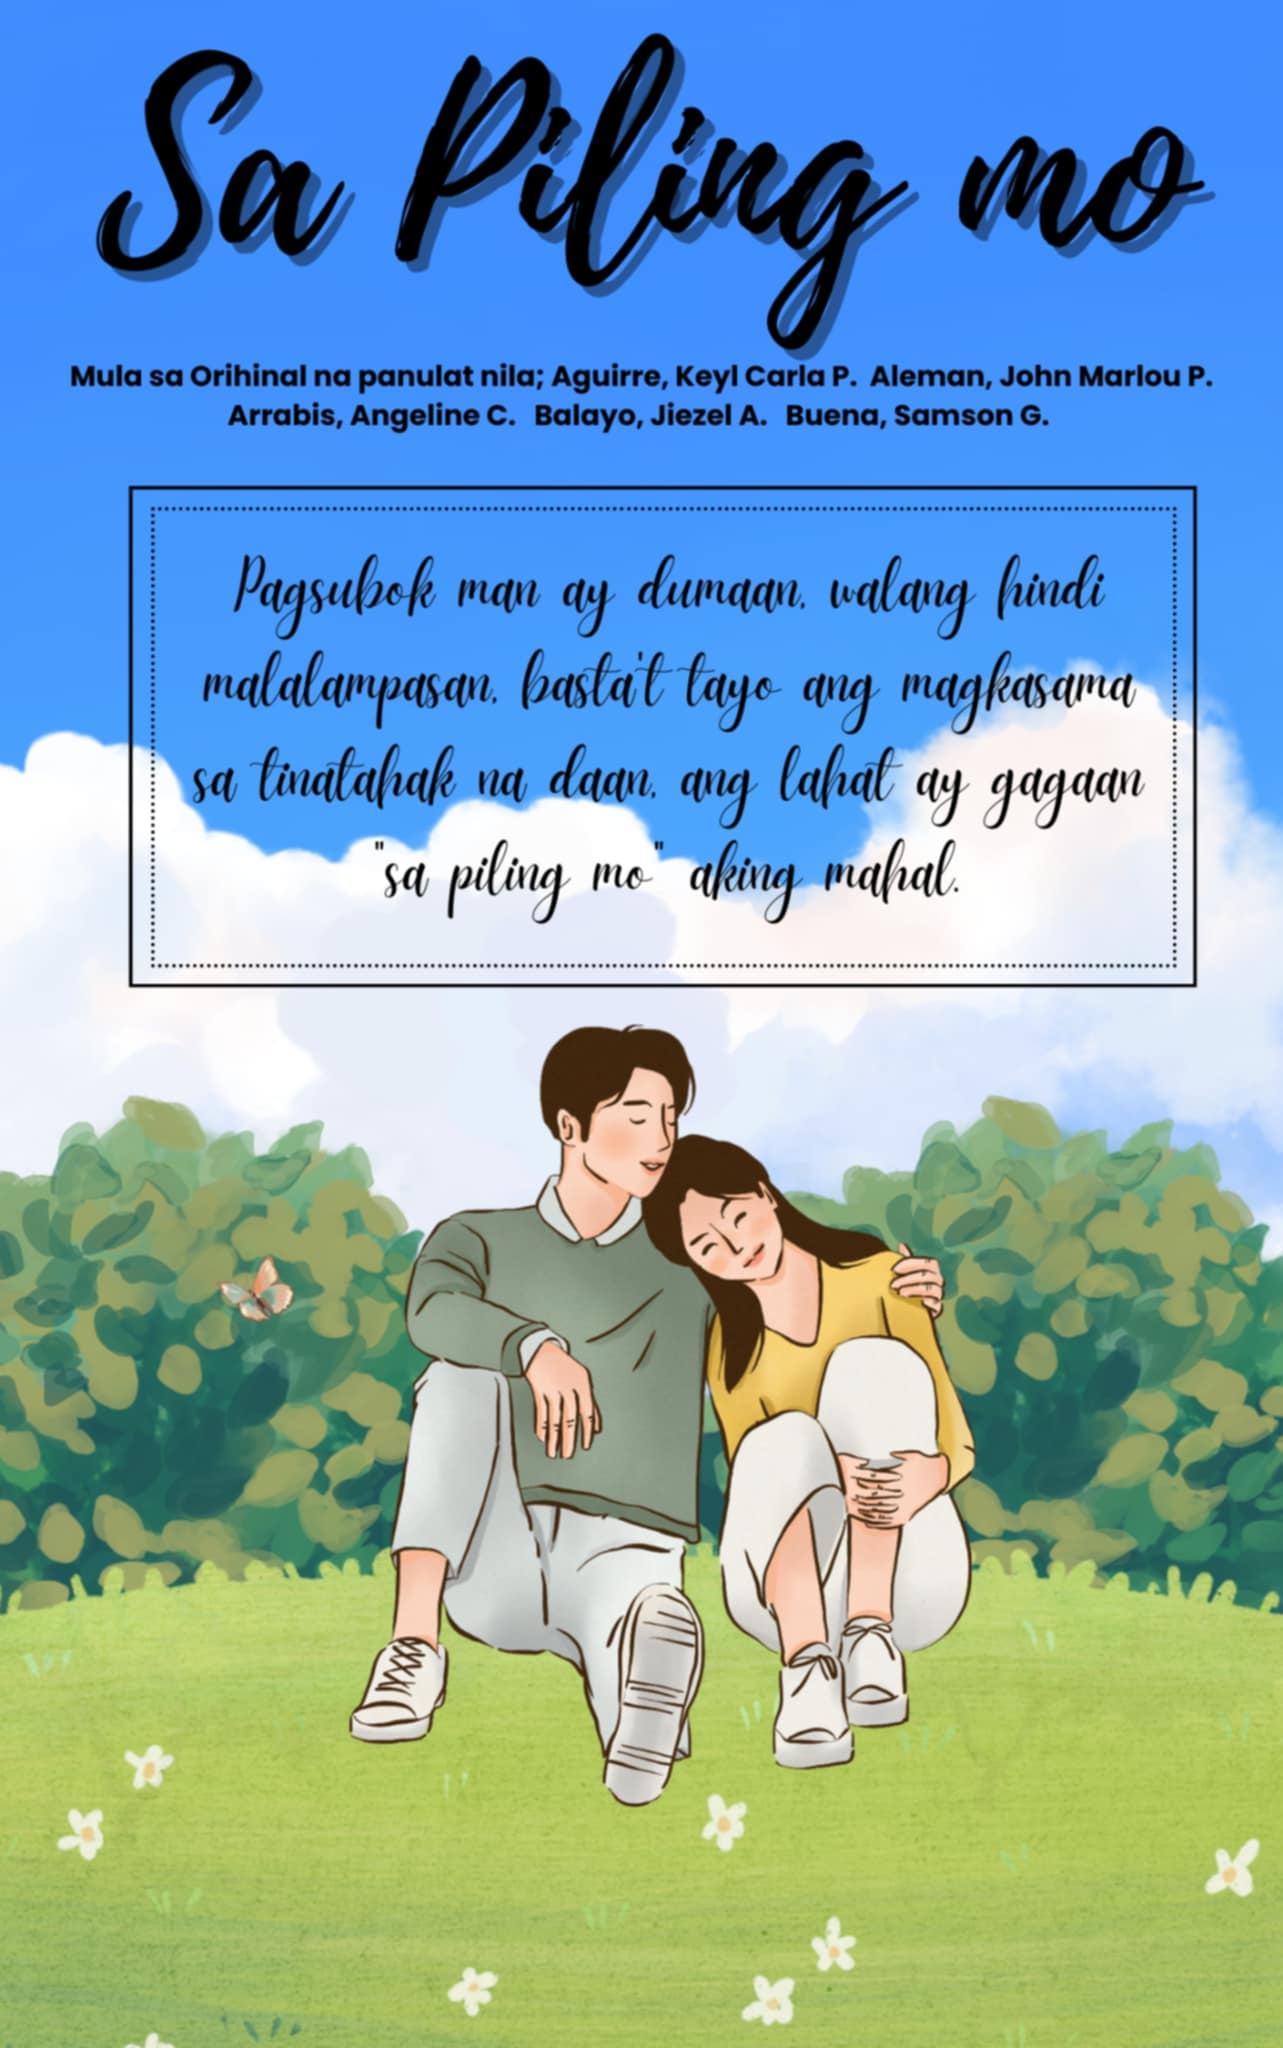 Sa Piling mo
Mula sa Orihinal na panulat nila; Aguirre, Keyl Carla P. Aleman, John Marlou P.
Arrabis, Angeline C. Balayo, Jiezel A. Buena, Samson G.
Pagsubok man ay dumaan, walang hindi
malalampasan, basta't tayo ang magkasama
sa tinatahak na daan, ang lahat ay gagaan
"sa piling mo" aking mahal.